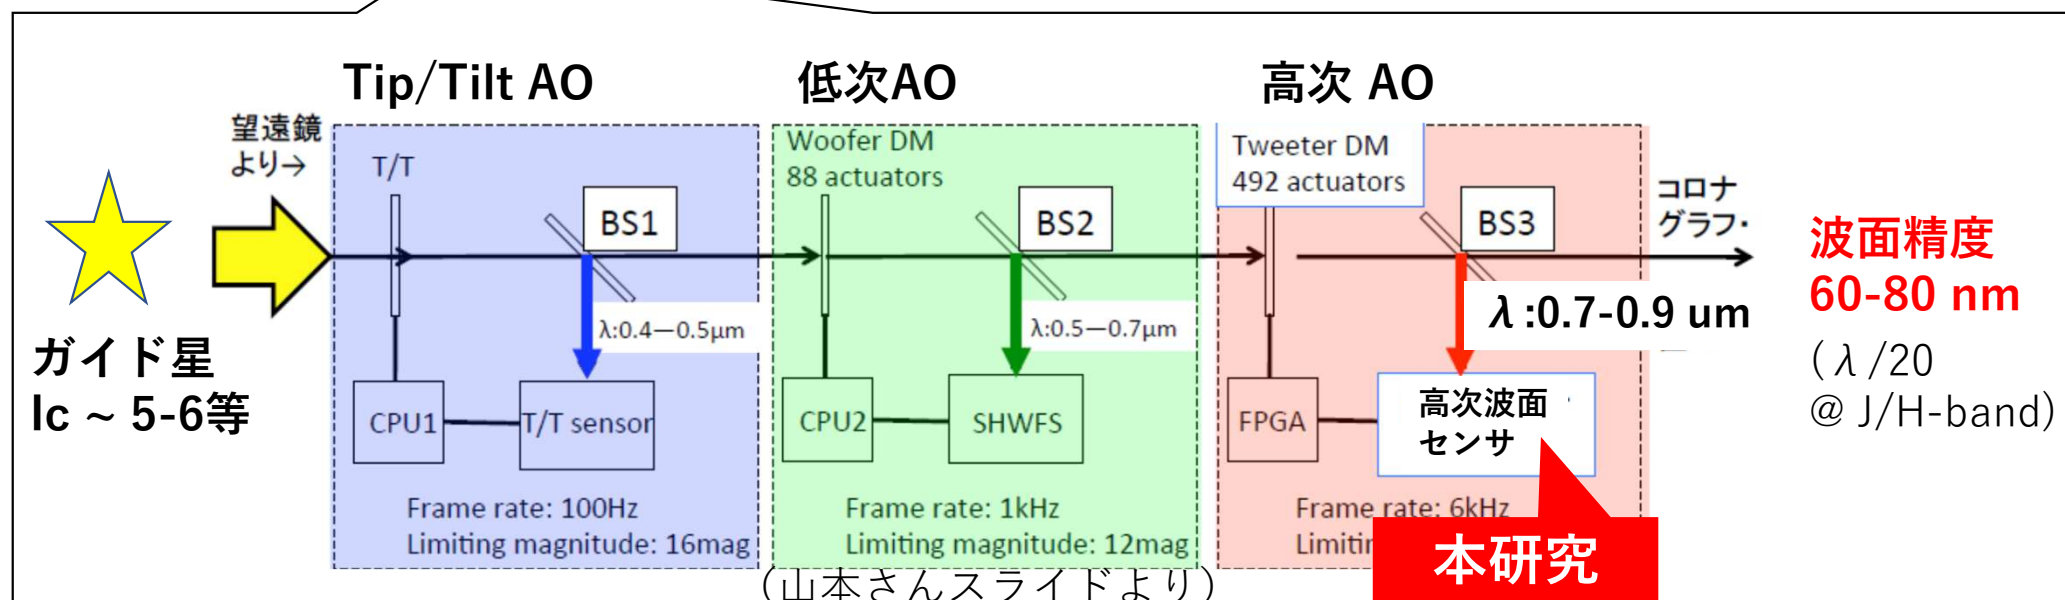 Tip/Tilt AO
低次AO
高次 AO
望遠鏡
より→
T/T
BS1
λ:0.4—0.5µm
CPU1
T/T sensor
Frame rate: 100Hz
Limiting magnitude: 16mag
Woofer DM
88 actuators
BS2
λ:0.5—0.7µm
CPU2
SHWFS
Frame rate: 1kHz
Limiting magnitude: 12mag
Tweeter DM
492 actuators
BS3
λ:0.7-0.9 um
FPGA
高次波面
センサ
Frame rate: 6kHz
本研究
コロナ
グラフ・
ガイド星
Ic ~ 5-6等
波面精度
60-80 nm
(λ/20
@ J/H-band)
(山本さんスライドより)